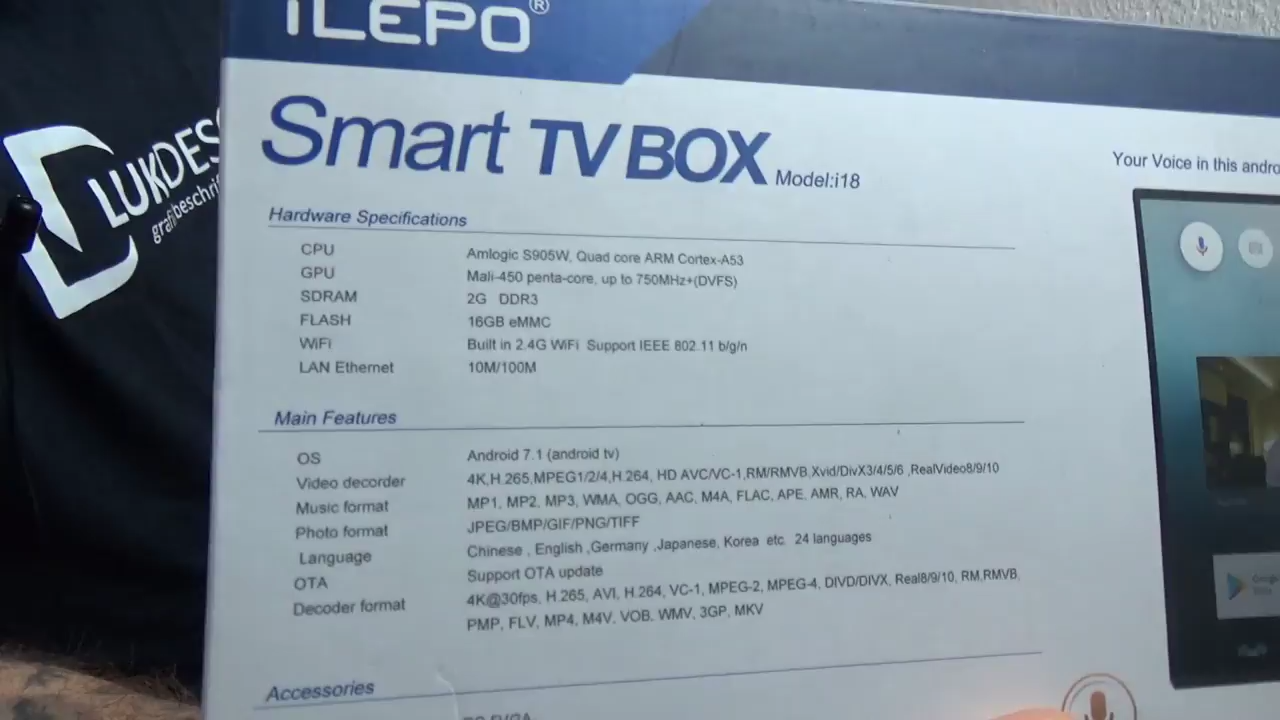 iLEPO®
Smart TV BOX Model:i18
LUKDES
Your Voice in this
Hardware Specifications
CPU Amlogic S905W, Quad core ARM Cortex-A53
GPU Mali-450 penta-core, up to 750MHz+(DVFS)
SDRAM 2G DDR3
FLASH 16GB eMMC
WiFi Built in 2.4G WiFi Support IEEE 802.11 b/g/n
LAN Ethernet 10M/100M
Main Features
OS Android 7.1 (android tv)
Video decorder 4K,H.265,MPEG1/2/4,H.264, HD AVC/VC-1,RM/RMVB,Xvid/DivX3/4/5/6 ,RealVideo8/9/10
Music format MP1, MP2, MP3, WMA, OGG, AAC, M4A, FLAC, APE, AMR, RA, WAV
Photo format JPEG/BMP/GIF/PNG/TIFF
Language Chinese , English ,Germany ,Japanese, Korea etc. 24 languages
OTA Support OTA update
Decoder format 4K@30fps, H.265, AVI, H.264, VC-1, MPEG-2, MPEG-4, DIVD/DIVX, Real8/9/10, RM,RMVB,
PMP, FLV, MP4, M4V, VOB, WMV, 3GP, MKV
Accessories